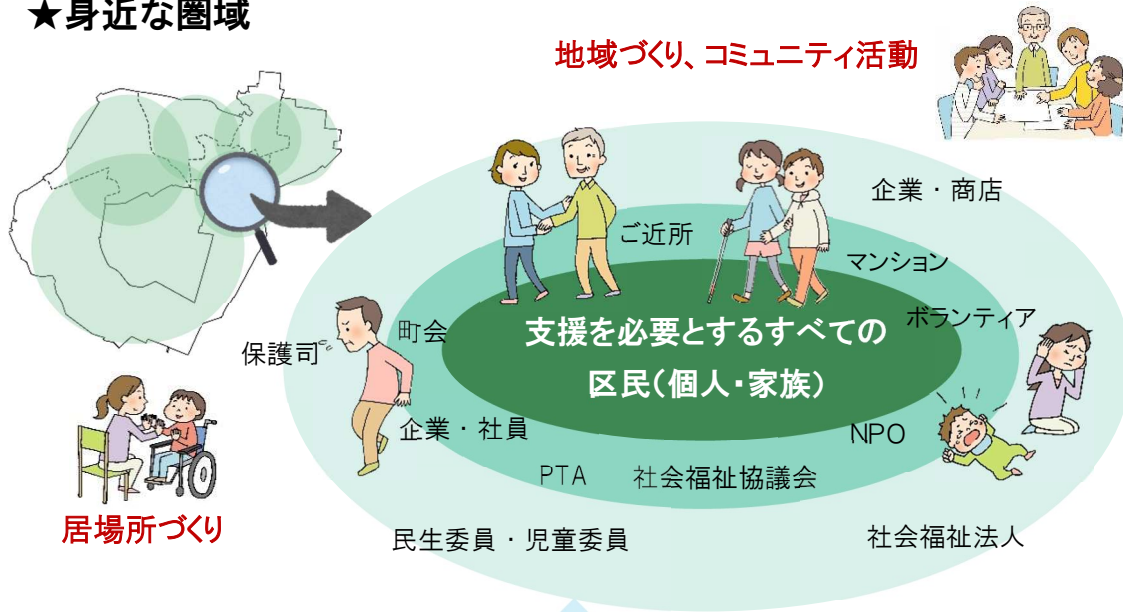 ★身近な圏域
地域づくり、コミュニティ活動
企業・商店
ご近所
マンション
ボランティア
支援を必要とするすべての
区民(個人・家族)
町会
保護司
企業・社員
NPO
PTA
社会福祉協議会
居場所づくり
民生委員・児童委員
社会福祉法人